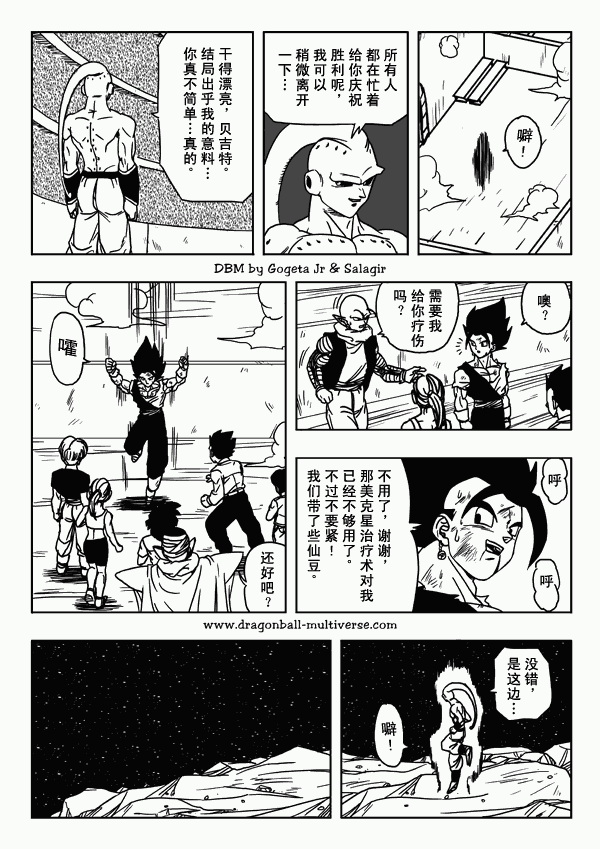 干得漂亮，贝吉特。
结局出乎我的意料…
你真不简单…真的。
所有人
都在忙着
给你庆祝
胜利呢，
我可以
稍微离开
一下…
噼！
DBM by Gogeta Jr & Salagir
嚯
还好吧？
需要我
给你疗伤
吗？
噢？
不用了，谢谢，
那美克星治疗术对我
已经不够用了。
不过不要紧！
我们带了些仙豆。
呼
呼
www.dragonball-multiverse.com
没错，
是这边…
噼！